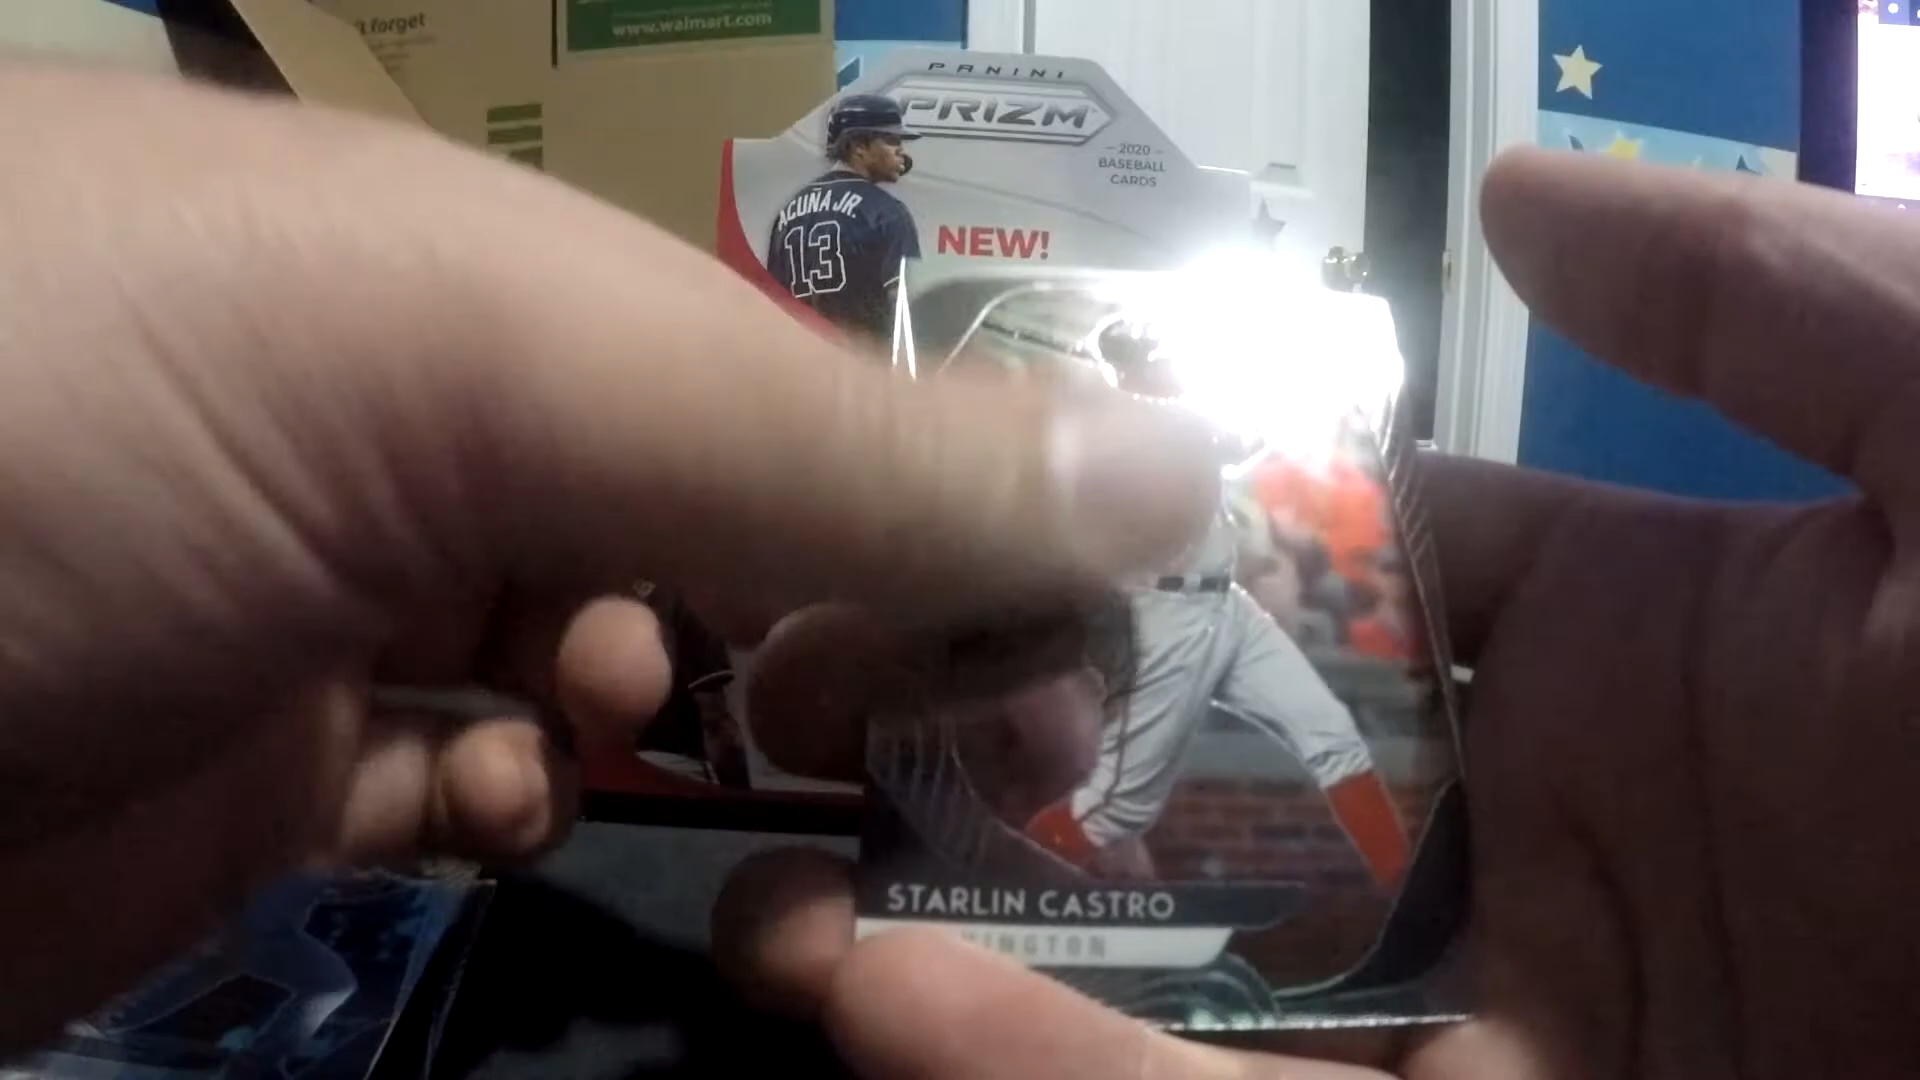 't forget
www.walmart.com
PANINI
PRIZM
2020
BASEBALL
CARDS
ACUÑA JR.
13
NEW!
STARLIN CASTRO